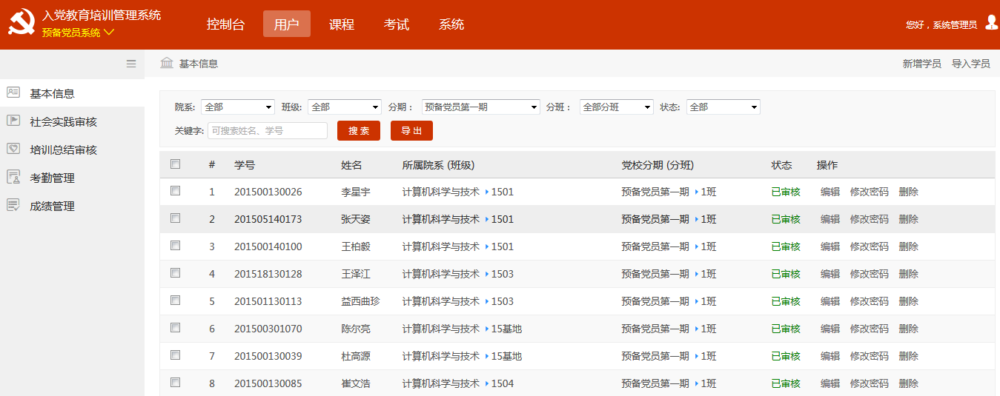 入党教育培训管理系统
预备党员系统
控制台 用户 课程 考试 系统
您好，系统管理员
基本信息
新增学员 导入学员
基本信息
社会实践审核
培训总结审核
考勤管理
成绩管理
院系: 全部 班级: 全部 分期： 预备党员第一期 分班： 全部分班 状态: 全部
关键字: 可搜索姓名、学号 搜 索 导 出
# 学号 姓名 所属院系 (班级) 党校分期 (分班) 状态 操作
1 201500130026 李星宇 计算机科学与技术 1501 预备党员第一期 1班 已审核 编辑 修改密码 删除
2 201505140173 张天姿 计算机科学与技术 1501 预备党员第一期 1班 已审核 编辑 修改密码 删除
3 201500140100 王柏毅 计算机科学与技术 1501 预备党员第一期 1班 已审核 编辑 修改密码 删除
4 201518130128 王泽江 计算机科学与技术 1503 预备党员第一期 1班 已审核 编辑 修改密码 删除
5 201501130113 益西曲珍 计算机科学与技术 1503 预备党员第一期 1班 已审核 编辑 修改密码 删除
6 201500301070 陈尔亮 计算机科学与技术 15基地 预备党员第一期 1班 已审核 编辑 修改密码 删除
7 201500130039 杜高源 计算机科学与技术 15基地 预备党员第一期 1班 已审核 编辑 修改密码 删除
8 201500130085 崔文浩 计算机科学与技术 1504 预备党员第一期 1班 已审核 编辑 修改密码 删除